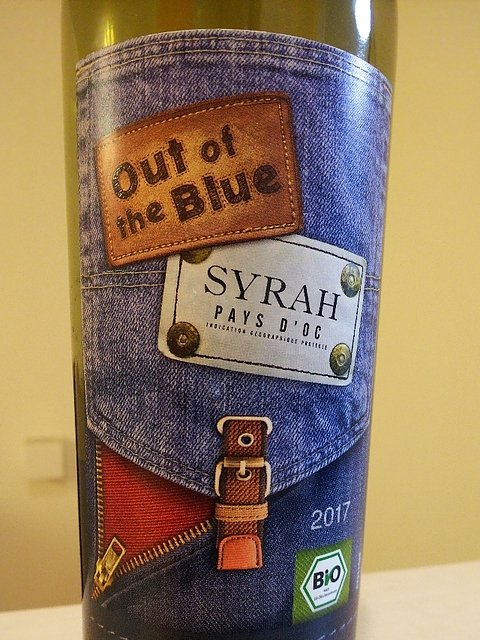 Out of
the Blue
SYRAH
PAYS D'OC
INDICATION GÉOGRAPHIQUE PROTÉGÉE
2017
Bio